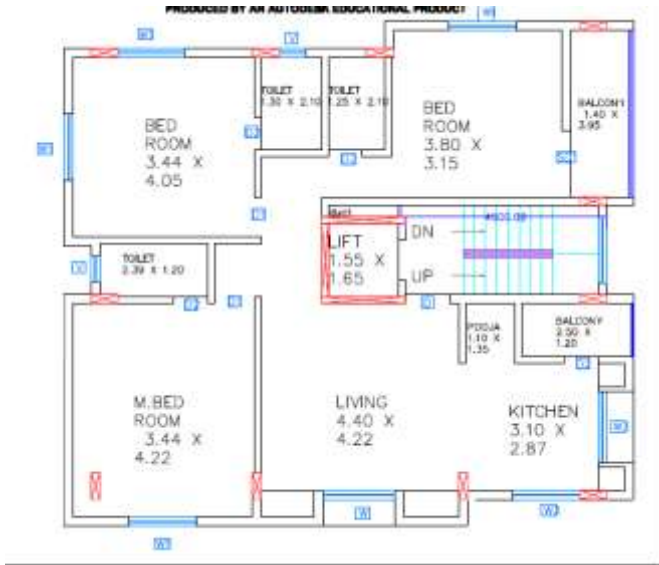 PRODUCED BY AN AUTODESK EDUCATIONAL PRODUCT
W1
V
TOILET
1.30 X 2.10
TOILET
1.25 X 2.10
BED
ROOM
3.44 X
4.05
BED
ROOM
3.80 X
3.15
BALCONY
1.40 X
3.95
LIFT
1.55 X
1.65
DN
UP
TOILET
2.39 X 1.20
V
D
POOJA
1.10 X
1.35
BALCONY
2.50 X
1.20
M.BED
ROOM
3.44 X
4.22
LIVING
4.40 X
4.22
KITCHEN
3.10 X
2.87
W
W1